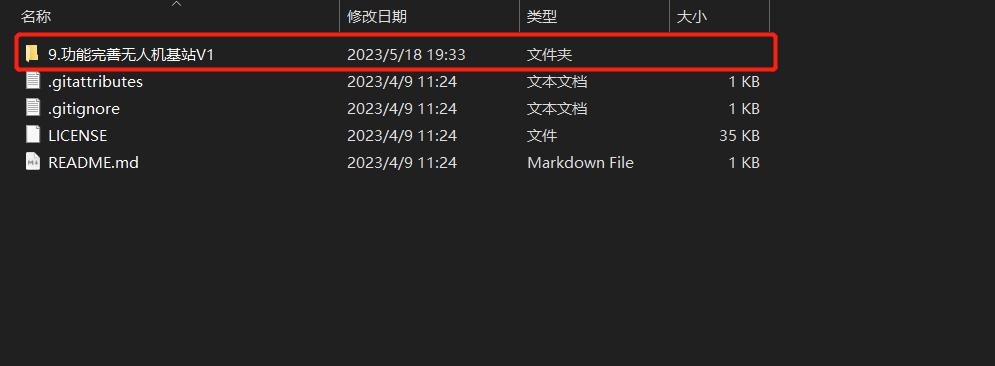 名称 修改日期 类型 大小
9.功能完善无人机基站V1 2023/5/18 19:33 文件夹
.gitattributes 2023/4/9 11:24 文本文档 1 KB
.gitignore 2023/4/9 11:24 文本文档 1 KB
LICENSE 2023/4/9 11:24 文件 35 KB
README.md 2023/4/9 11:24 Markdown File 1 KB